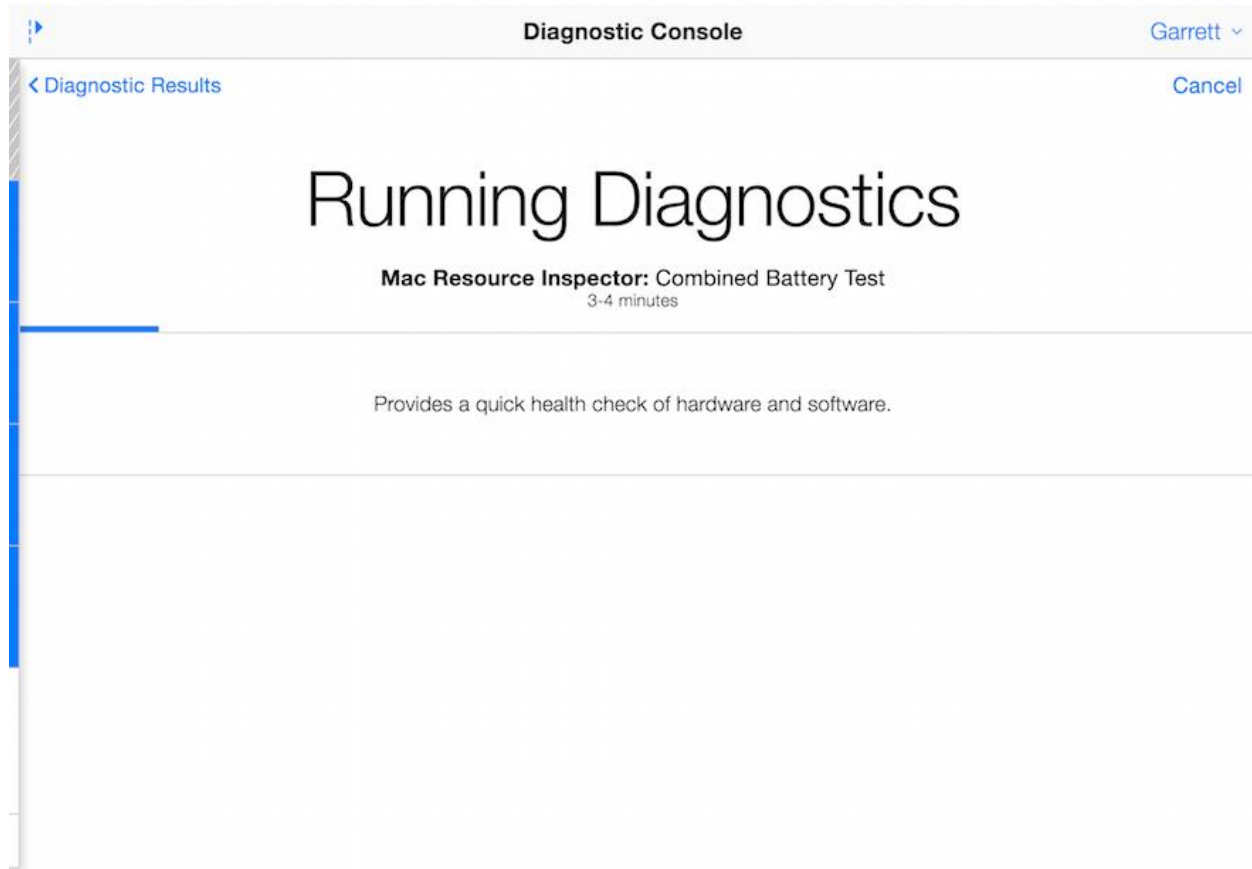 Diagnostic Console
Garrett
Diagnostic Results
Cancel
Running Diagnostics
Mac Resource Inspector: Combined Battery Test
3-4 minutes
Provides a quick health check of hardware and software.